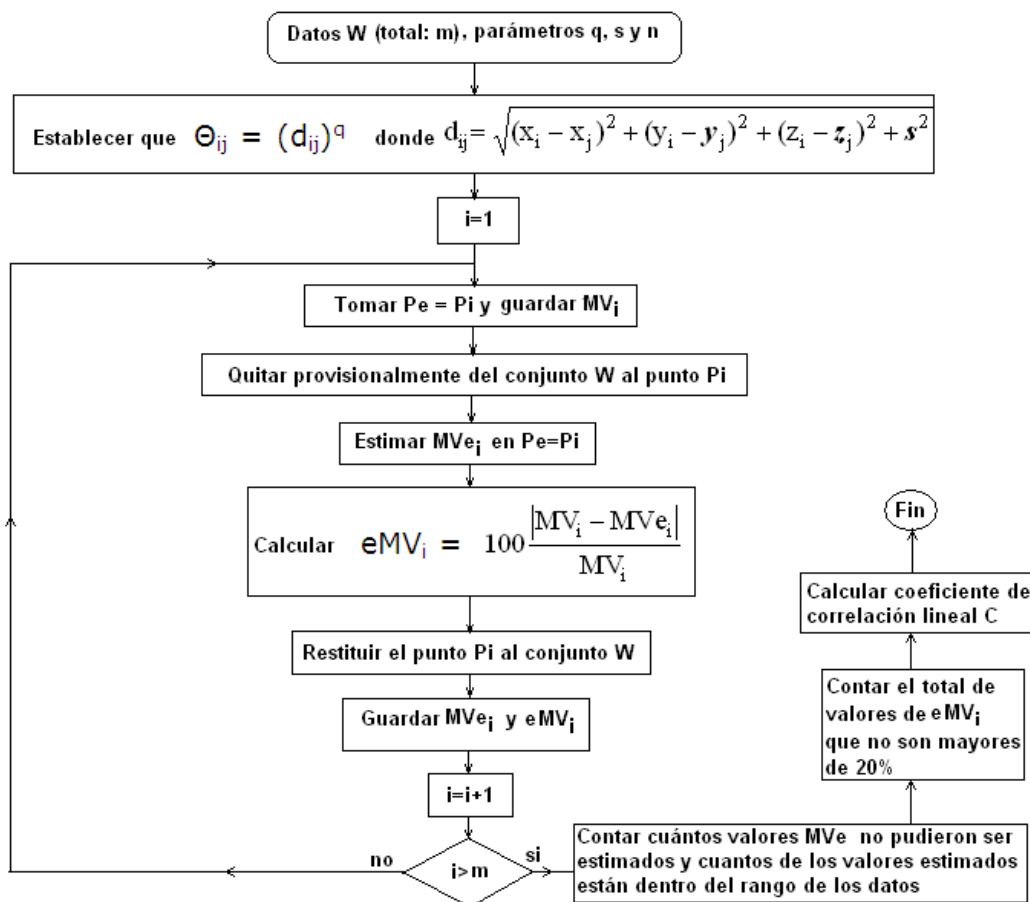 Datos W (total: m), parámetros q, s y n
Establecer que Θij = (dij)^q donde dij = √(xi − xj)² + (yi − yj)² + (zi − zj)² + s²
i=1
Tomar Pe = Pi y guardar MVi
Quitar provisionalmente del conjunto W al punto Pi
Estimar MVei en Pe=Pi
Calcular eMVi = 100 |MVi − MVei| / MVi
Restituir el punto Pi al conjunto W
Guardar MVei y eMVi
i=i+1
i>m
no
si
Contar cuántos valores MVe no pudieron ser
estimados y cuantos de los valores estimados
están dentro del rango de los datos
Contar el total de
valores de eMVi
que no son mayores
de 20%
Calcular coeficiente de
correlación lineal C
Fin